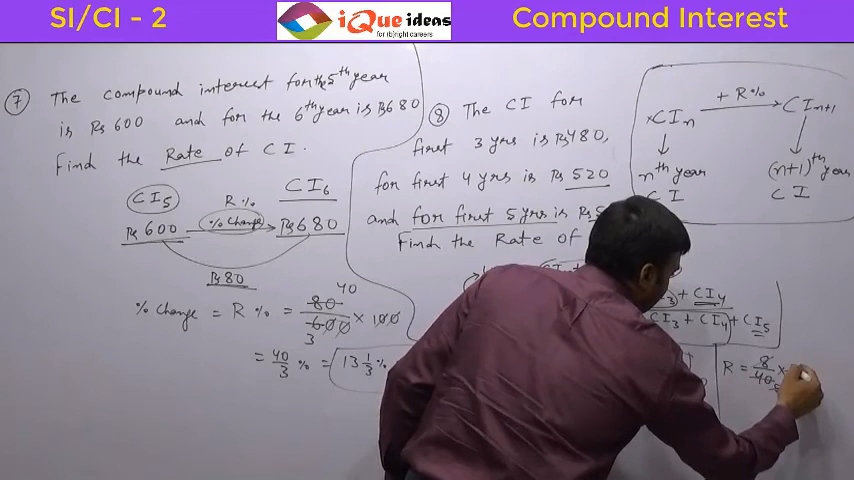 SI/CI - 2
iQue ideas
for (b)right careers
Compound Interest
7 The compound interest for the 5th year
is Rs 600 and for the 6th year is Rs 680
Find the Rate of CI.
CI5 R% CI6
Rs 600 % Change Rs 680
Rs 80
% Change = R% = 80/600 × 100
40
3
= 40/3 % = 13 1/3 %
8 The CI for
first 3 yrs is Rs 480,
for first 4 yrs is Rs 520
and for first 5 yrs is Rs
Find the Rate of
CIn + R% CIn+1
nth year (n+1)th year
CI CI
+ CI4
CI3 + CI4 + CI5
R = 8/40 ×